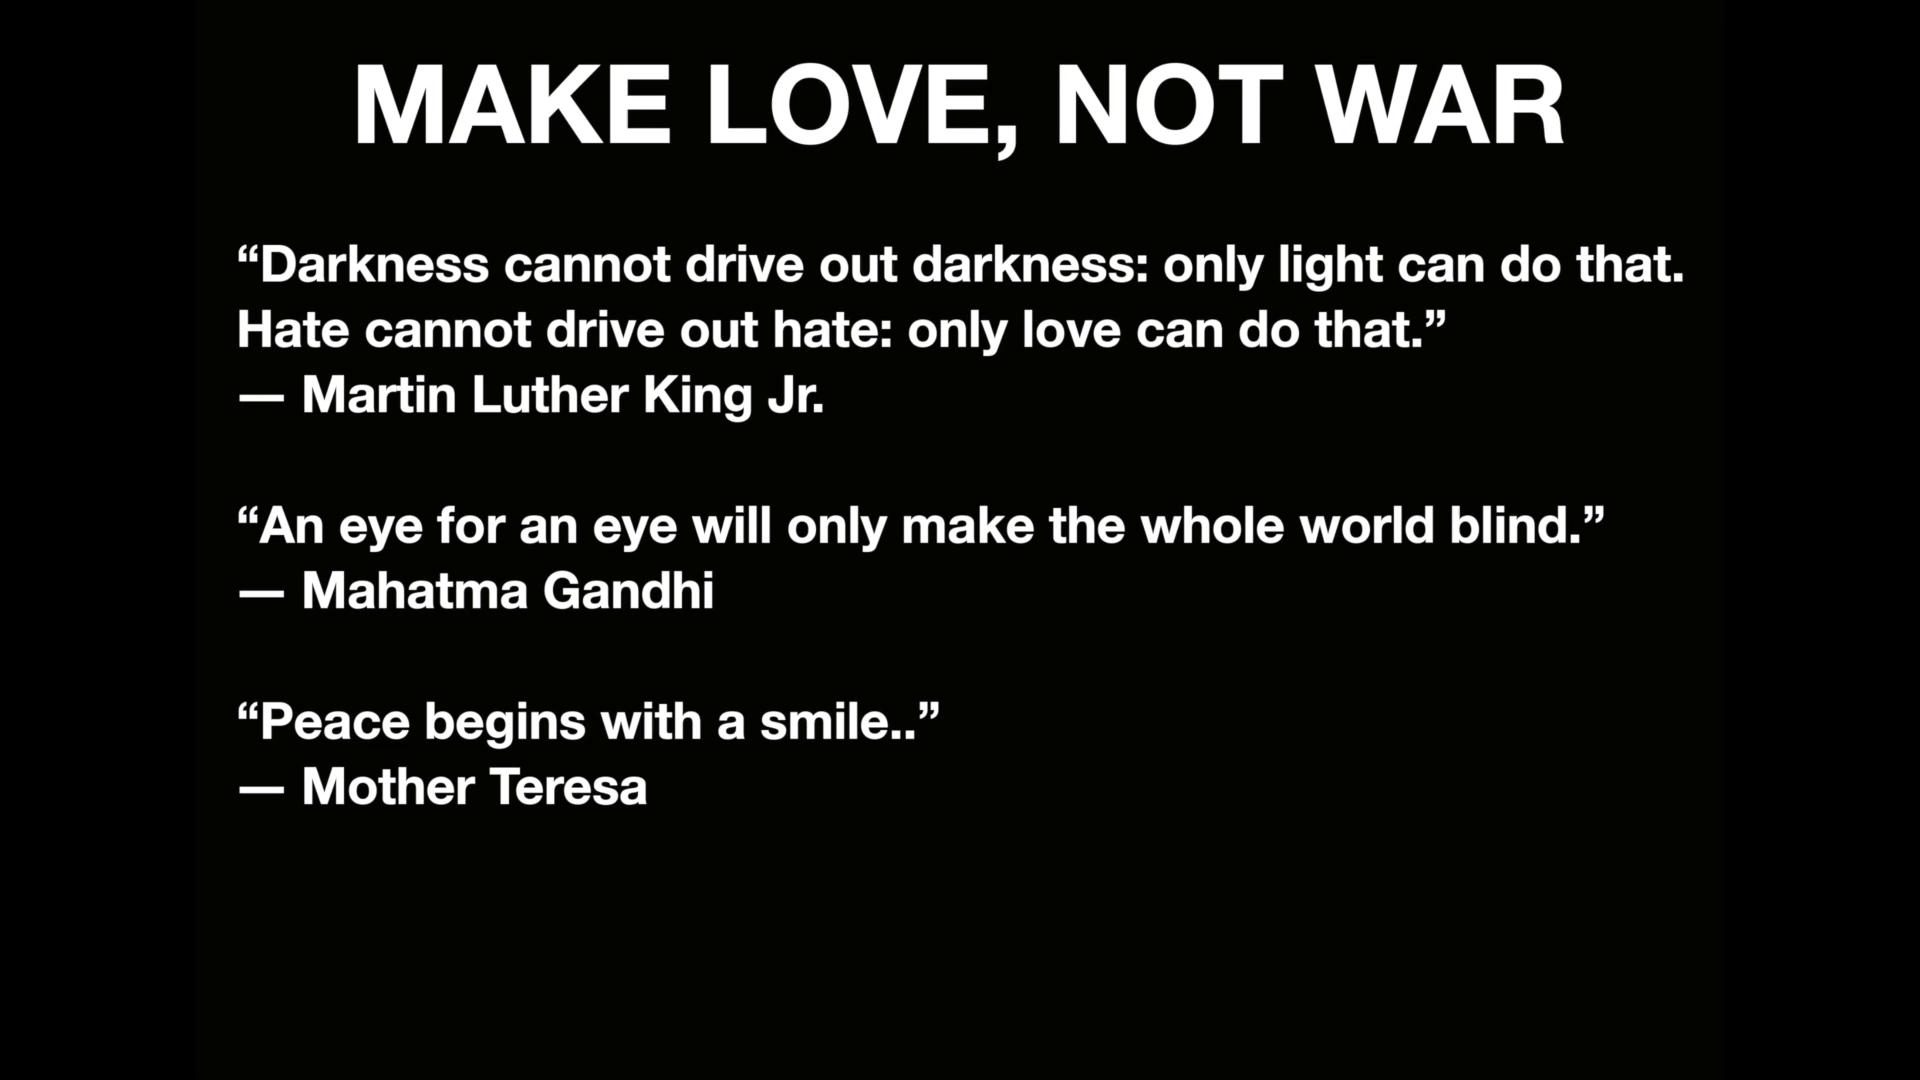 MAKE LOVE, NOT WAR
“Darkness cannot drive out darkness: only light can do that.
Hate cannot drive out hate: only love can do that.”
— Martin Luther King Jr.
“An eye for an eye will only make the whole world blind.”
— Mahatma Gandhi
“Peace begins with a smile..”
— Mother Teresa